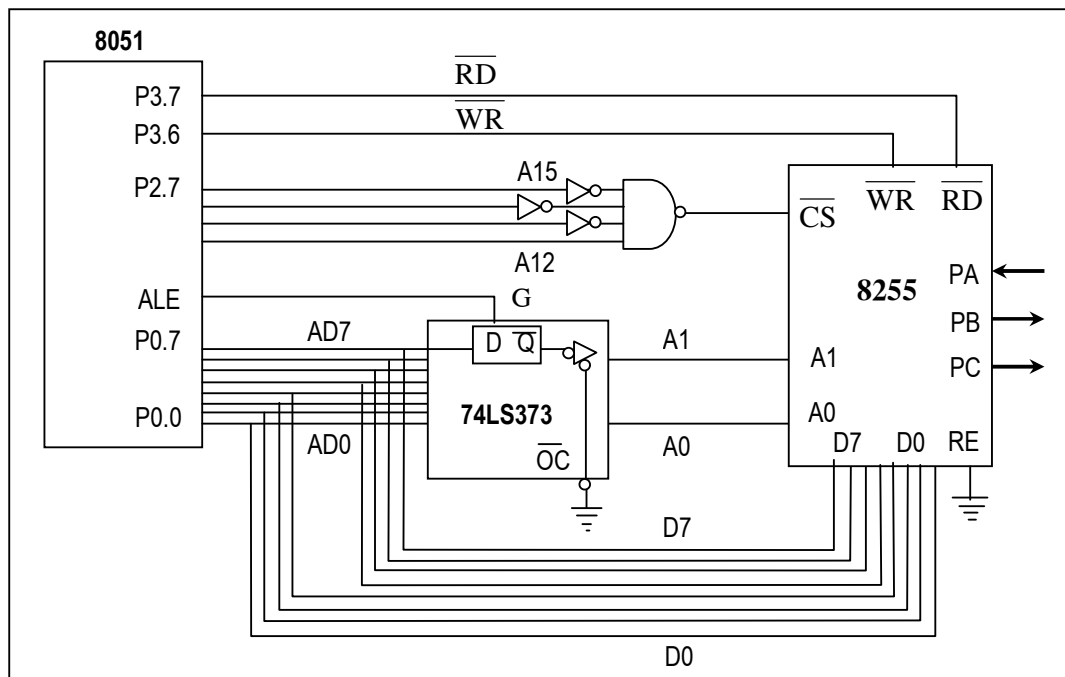 8051
P3.7
RD
P3.6
WR
P2.7
A15
A12
CS
WR
RD
8255
PA
PB
PC
ALE
G
P0.7
AD7
D Q
A1
A1
74LS373
P0.0
AD0
OC
A0
A0
D7
D0
RE
D7
D0